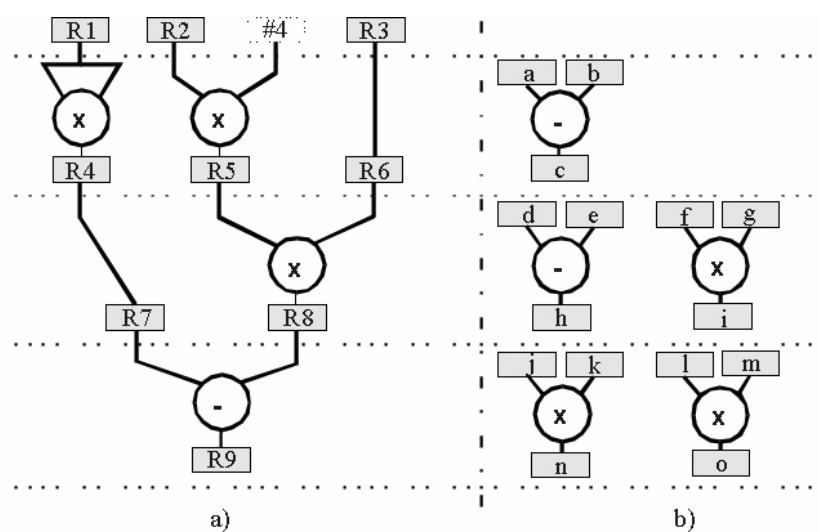 R1 R2 #4 R3
a b
x x -
R4 R5 R6 c
d e f g
x - x
R7 R8 h i
j k l m
- x x
R9 n o
a) b)